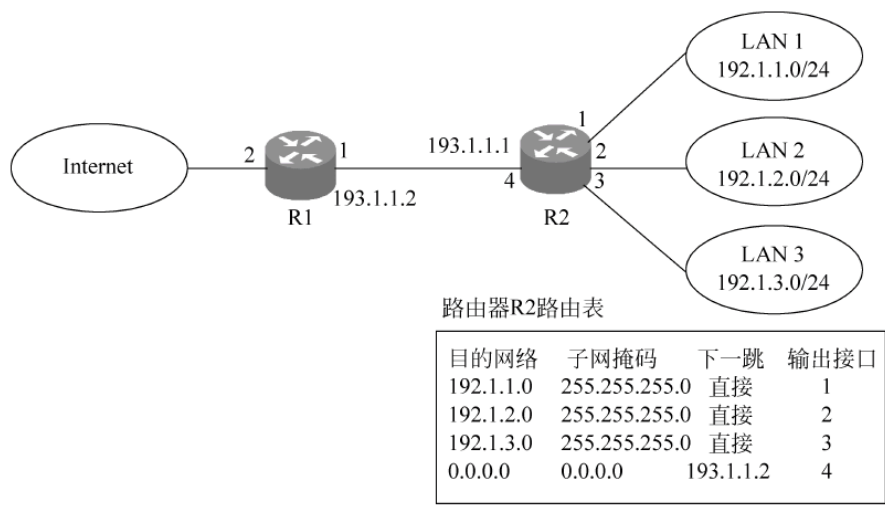 LAN 1
192.1.1.0/24
Internet
2
1
193.1.1.2
R1
193.1.1.1
4
1
2
3
R2
LAN 2
192.1.2.0/24
LAN 3
192.1.3.0/24
路由器R2路由表
目的网络 子网掩码 下一跳 输出接口
192.1.1.0 255.255.255.0 直接 1
192.1.2.0 255.255.255.0 直接 2
192.1.3.0 255.255.255.0 直接 3
0.0.0.0 0.0.0.0 193.1.1.2 4